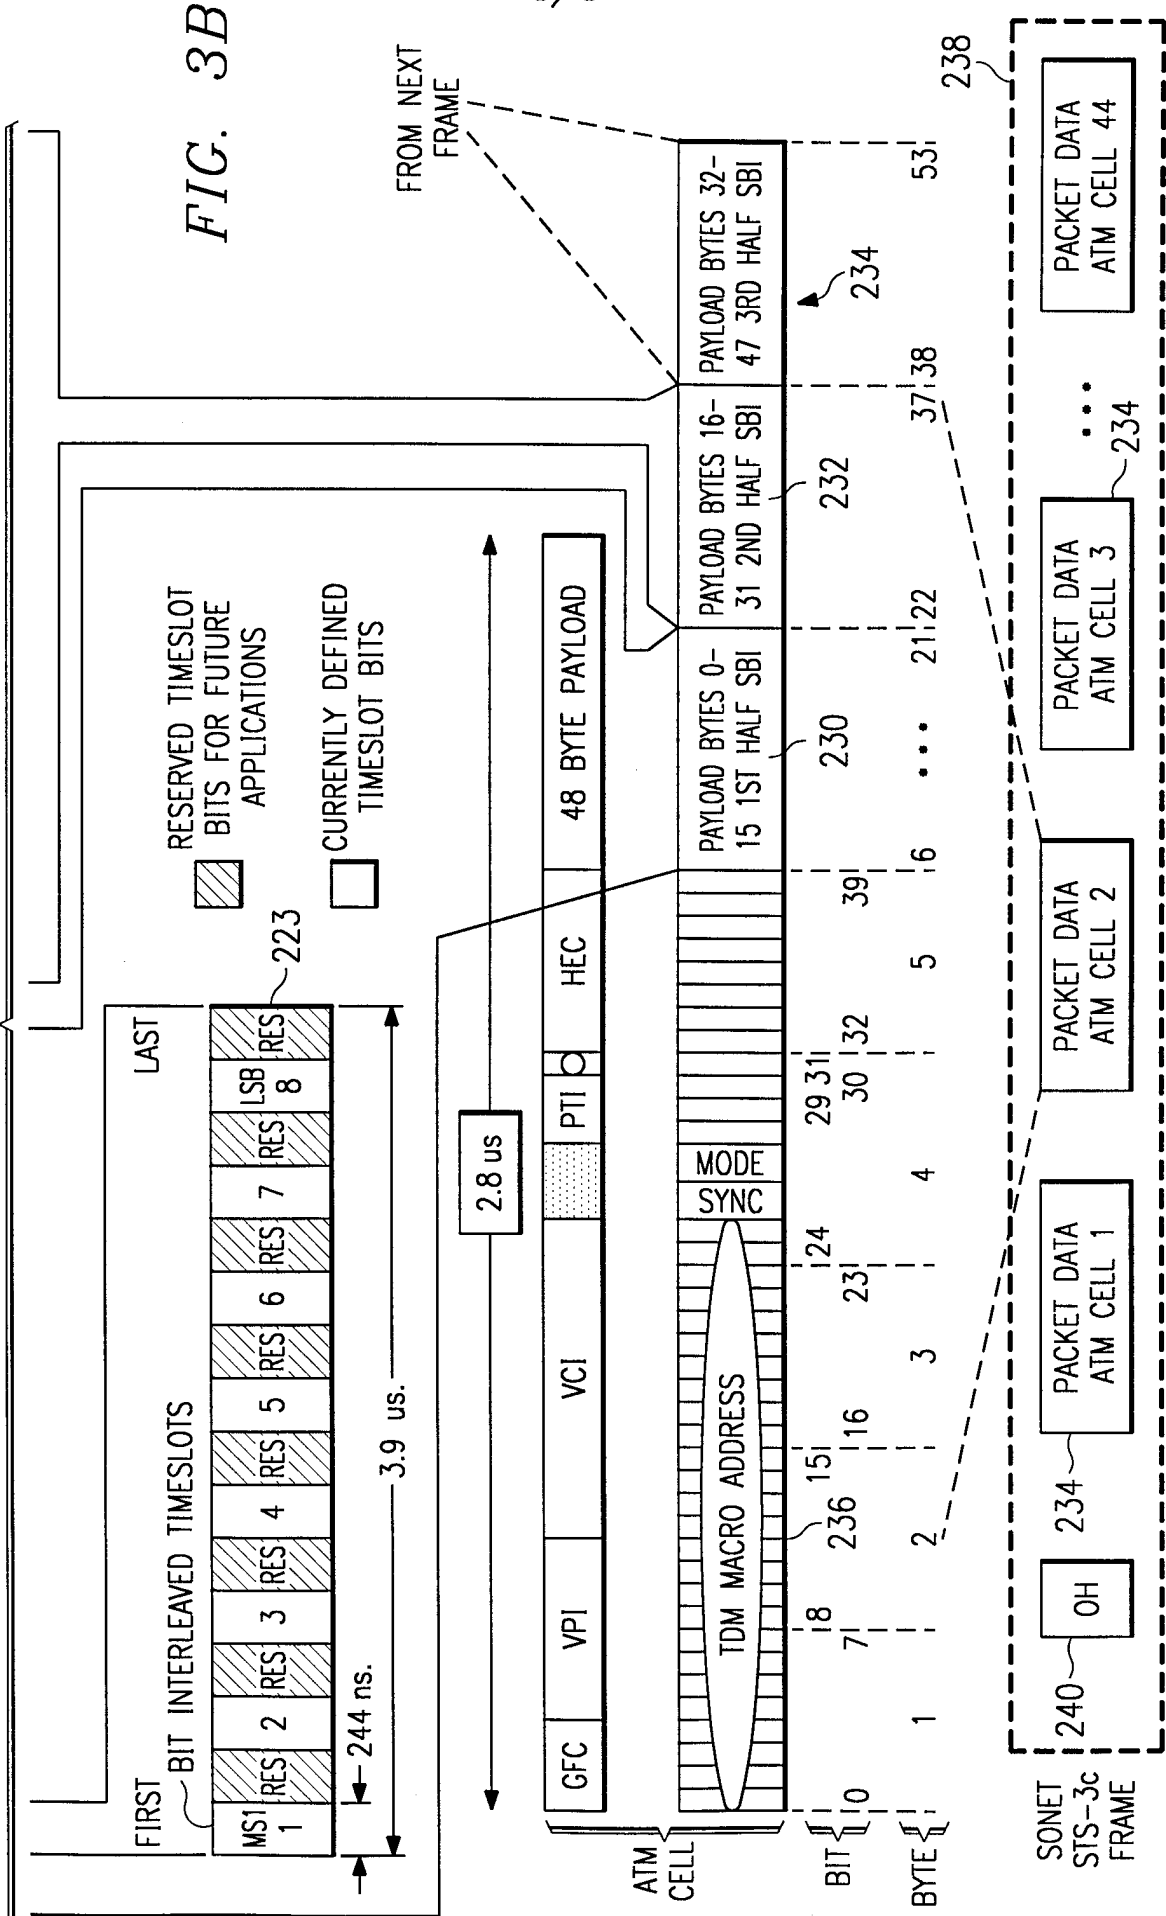 FIG. 3B
FIRST
LAST
BIT INTERLEAVED TIMESLOTS
MS1
1
RES
2
RES
3
RES
4
RES
5
RES
6
RES
7
RES
LSB
8
RES
223
244 ns.
3.9 us.
RESERVED TIMESLOT
BITS FOR FUTURE
APPLICATIONS
CURRENTLY DEFINED
TIMESLOT BITS
FROM NEXT
FRAME
2.8 us
ATM
CELL
GFC
VPI
VCI
PTI
HEC
48 BYTE PAYLOAD
TDM MACRO ADDRESS
SYNC
MODE
PAYLOAD BYTES 0-
15 1ST HALF SBI
PAYLOAD BYTES 16-
31 2ND HALF SBI
PAYLOAD BYTES 32-
47 3RD HALF SBI
236
230
232
234
BIT
0 7 8 15 16 23 24 29 30 31 32 39
BYTE
1 2 3 4 5 6 ••• 21 22 37 38 53
SONET
STS-3c
FRAME
240
OH
234
PACKET DATA
ATM CELL 1
PACKET DATA
ATM CELL 2
PACKET DATA
ATM CELL 3
234
•••
PACKET DATA
ATM CELL 44
238